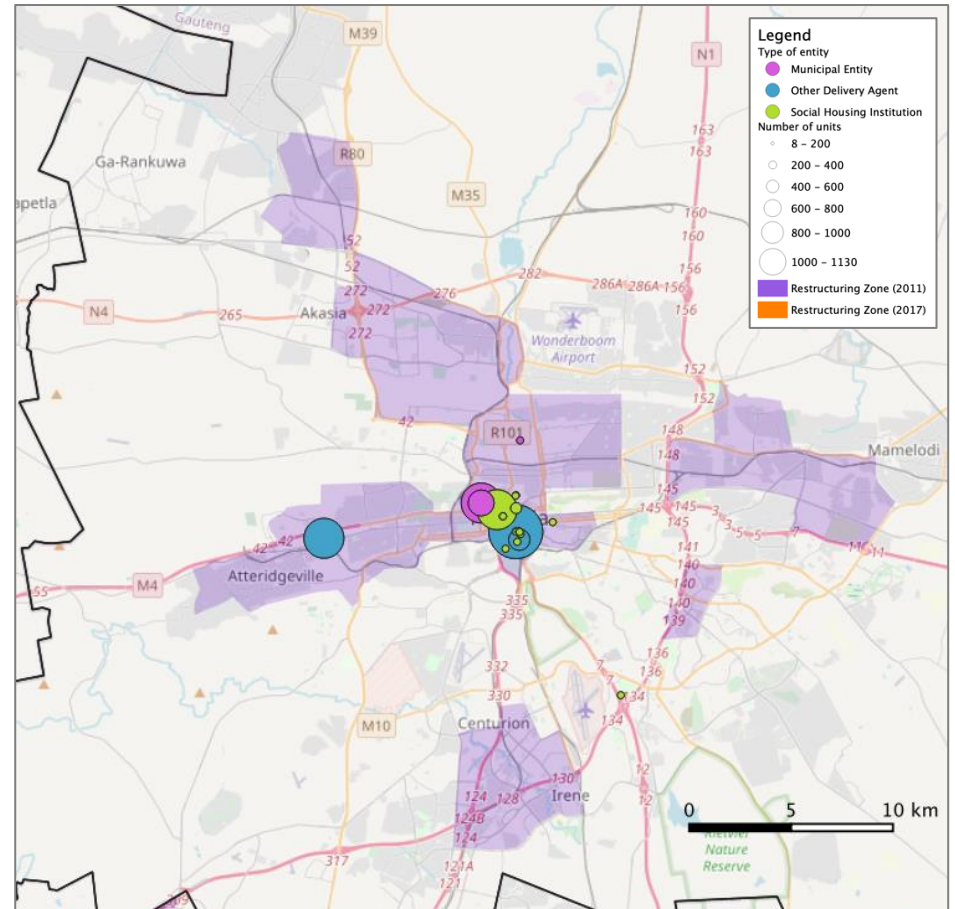 Gauteng
M39
N1
Legend
Type of entity
Municipal Entity
Other Delivery Agent
Social Housing Institution
Number of units
8 – 200
200 – 400
400 – 600
600 – 800
800 – 1000
1000 – 1130
Restructuring Zone (2011)
Restructuring Zone (2017)
163
163
R80
Ga-Rankuwa
M35
apetla
160
160
52
52
156
282
286A
286A
156
272
276
N4
265
Akasia
272
156
272
Wonderboom
Airport
152
152
42
R101
148
148
Mamelodi
145
145
145
145
3
3
5
5
7
11
42
42
141
140
Atteridgeville
M4
55
140
140
139
335
335
136
136
332
7
7
330
134
134
M10
Centurion
12
12
130
Irene
124
128
124B
124
0 5 10 km
Rietvlei
Nature
Reserve
317
121A
121